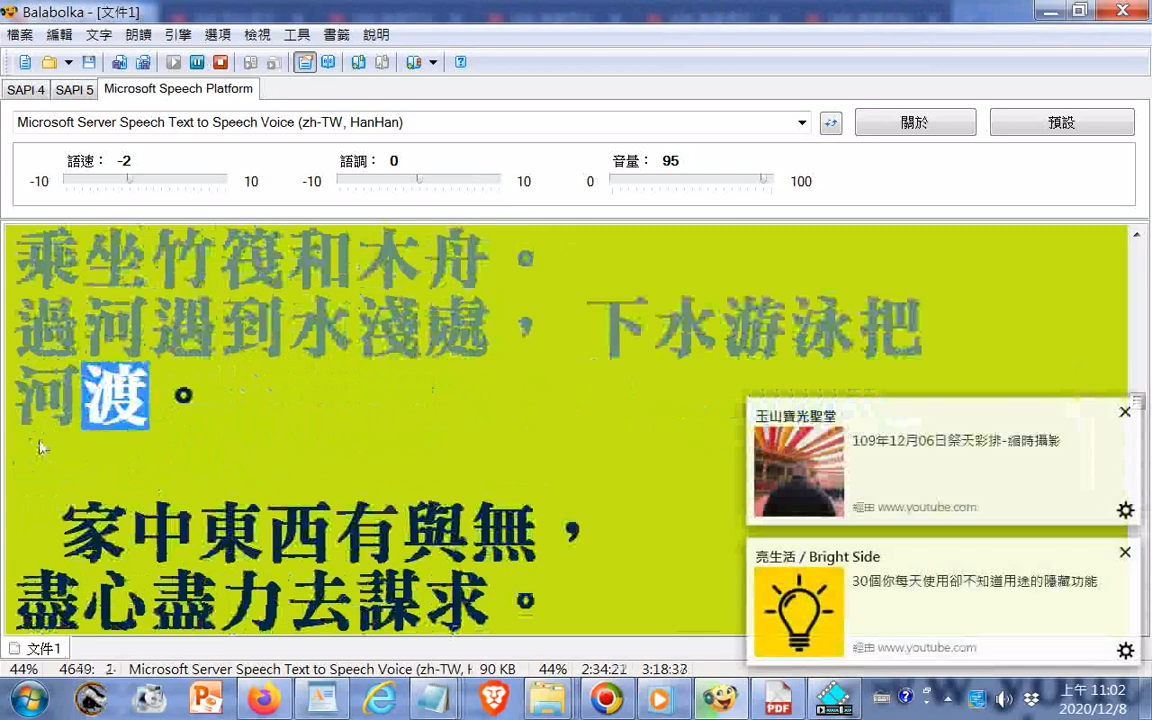 Balabolka - [文件1]
檔案 編輯 文字 朗讀 引擎 選項 檢視 工具 書籤 說明
SAPI 4 SAPI 5 Microsoft Speech Platform
Microsoft Server Speech Text to Speech Voice (zh-TW, HanHan)
關於 預設
語速： -2 語調： 0 音量： 95
-10 10 -10 10 0 100
乘坐竹筏和木舟。
過河遇到水淺處， 下水游泳把
河渡。
玉山寶光聖堂
109年12月06日祭天彩排-縮時攝影
經由 www.youtube.com
家中東西有與無，
盡心盡力去謀求。
亮生活 / Bright Side
30個你每天使用卻不知道用途的隱藏功能
經由 www.youtube.com
文件1
44% 4649: Microsoft Server Speech Text to Speech Voice (zh-TW, H 90 KB 44% 2:34:21 3:18:33
PDF
上午 11:02
2020/12/8